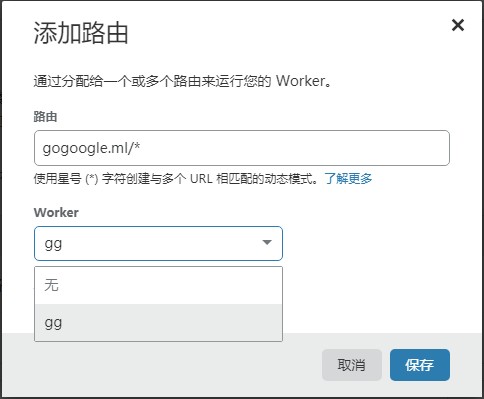 添加路由
×
通过分配给一个或多个路由来运行您的 Worker。
路由
gogoogle.ml/*
使用星号 (*) 字符创建与多个 URL 相匹配的动态模式。了解更多
Worker
gg
无
gg
取消 保存